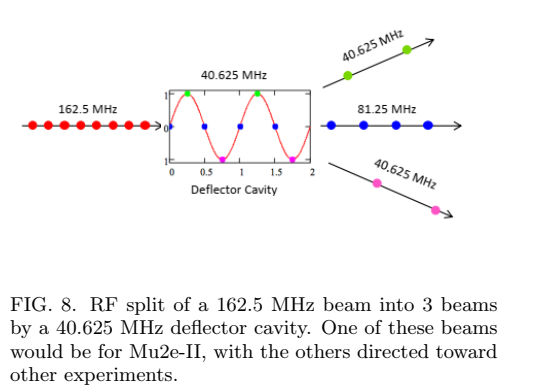 40.625 MHz
40.625 MHz
162.5 MHz
81.25 MHz
1
0
1
0 0.5 1 1.5 2
40.625 MHz
Deflector Cavity
FIG. 8. RF split of a 162.5 MHz beam into 3 beams
by a 40.625 MHz deflector cavity. One of these beams
would be for Mu2e-II, with the others directed toward
other experiments.